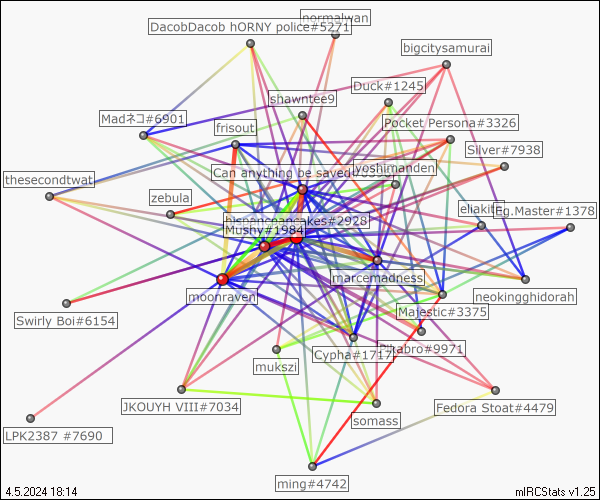 normalwan
DacobDacob hORNY police#5271
bigcitysamurai
Duck#1245
shawntee9
Madネコ#6901
Pocket Persona#3326
frisout
Silver#7938
Can anything be saved
yoshimanden
thesecondtwat
zebula
eliakit
Eg.Master#1378
hispancpancakes#2928
Mushy#1984
marcemadness
neokingghidorah
moonraven
Majestic#3375
Swirly Boi#6154
Cypha#1717
Dikabro#9971
mukszi
JKOUYH VIII#7034
Fedora Stoat#4479
somass
LPK2387 #7690
ming#4742
4.5.2024 18:14
mIRCStats v1.25